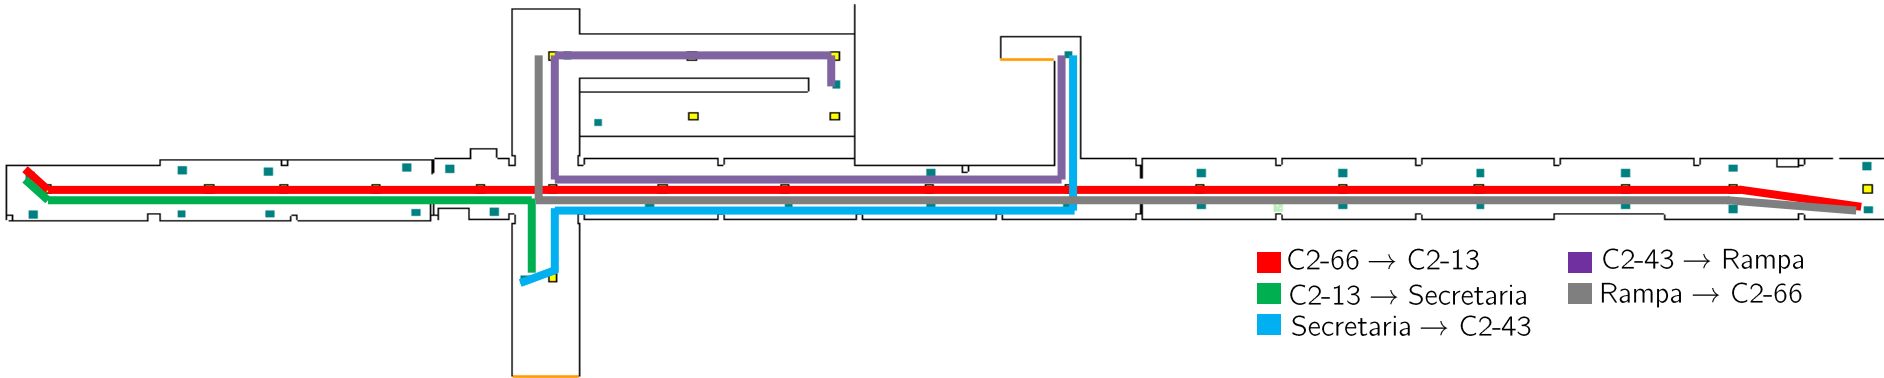 C2-66 → C2-13
C2-13 → Secretaria
Secretaria → C2-43
C2-43 → Rampa
Rampa → C2-66